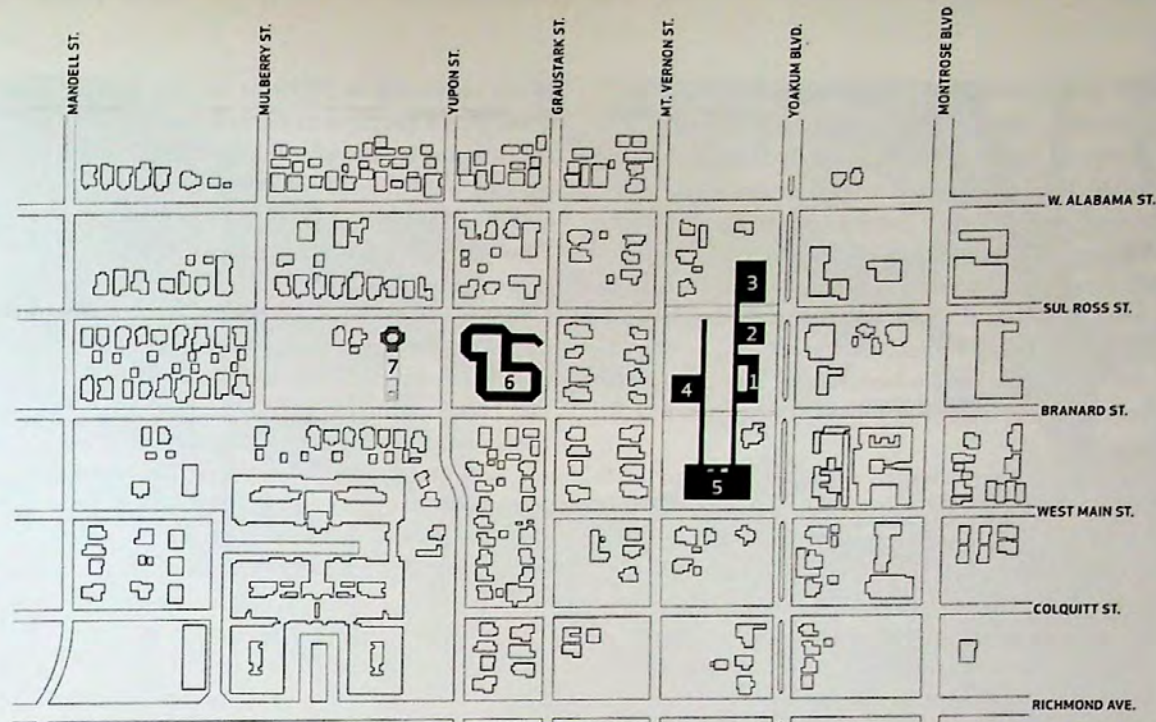 MANDELL ST.
MULBERRY ST.
YUPON ST.
GRAUSTARK ST.
MT. VERNON ST.
YOAKUM BLVD.
MONTROSE BLVD
W. ALABAMA ST.
3
SUL ROSS ST.
2
7
6
4
1
BRANARD ST.
5
WEST MAIN ST.
COLQUITT ST.
RICHMOND AVE.